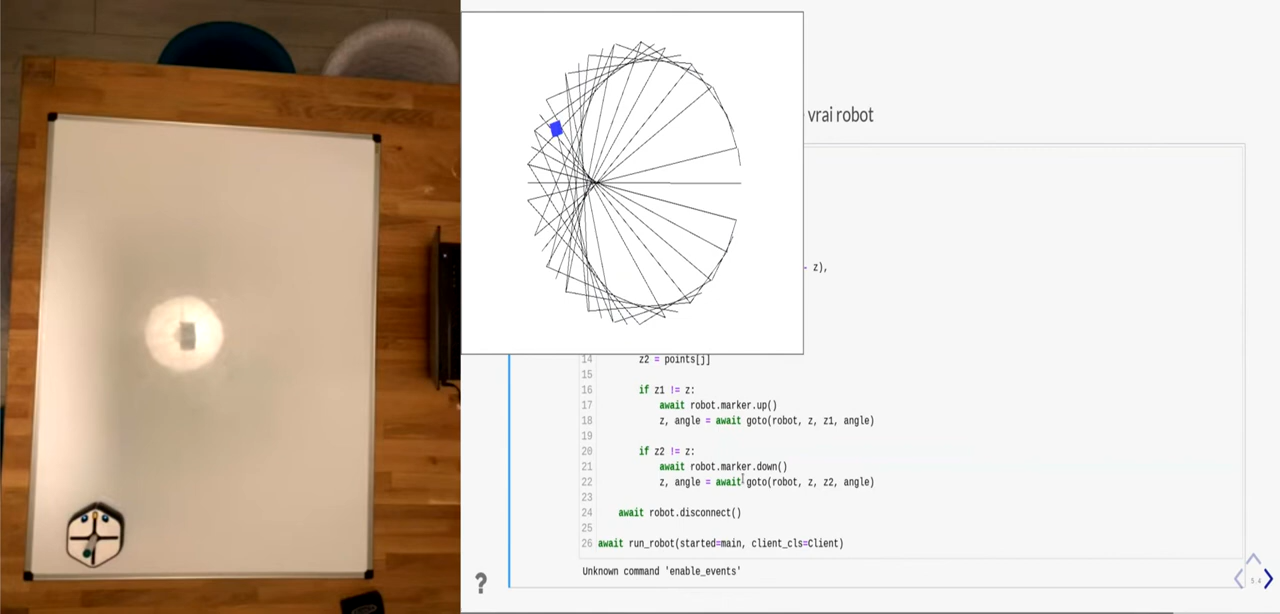 vrai robot
- z),
14 z2 = points[j]
15
16 if z1 != z:
17 await robot.marker.up()
18 z, angle = await goto(robot, z, z1, angle)
19
20 if z2 != z:
21 await robot.marker.down()
22 z, angle = await goto(robot, z, z2, angle)
23
24 await robot.disconnect()
25
26 await run_robot(started=main, client_cls=Client)
Unknown command 'enable_events'
?
5.4